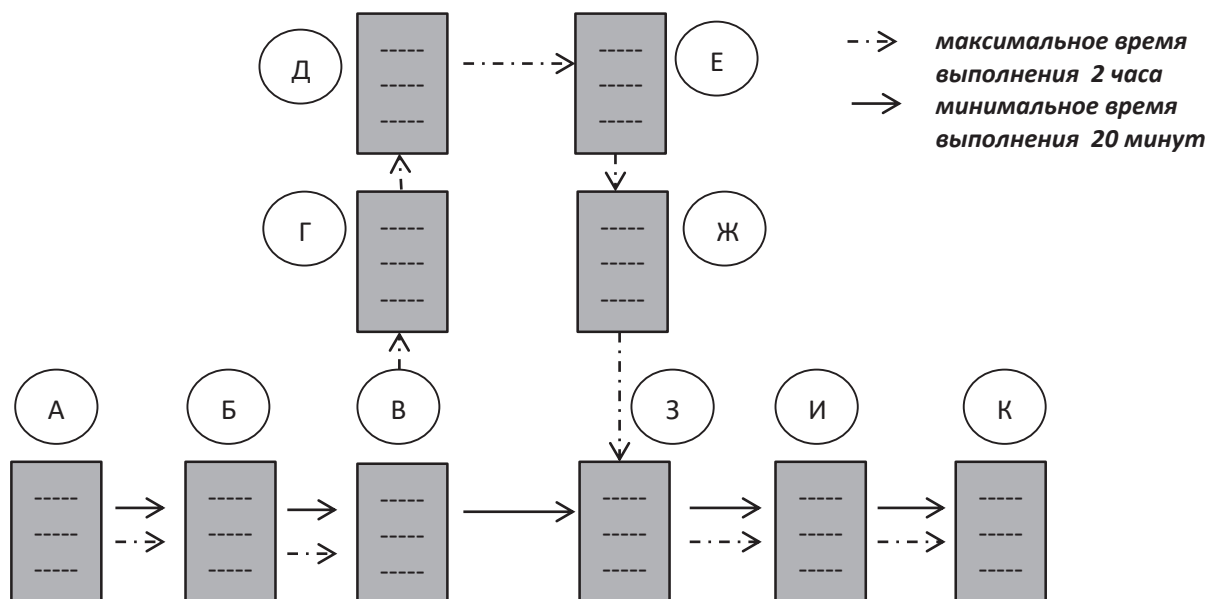 Д
Е
максимальное время
выполнения 2 часа
минимальное время
выполнения 20 минут
Г
Ж
А
Б
В
З
И
К